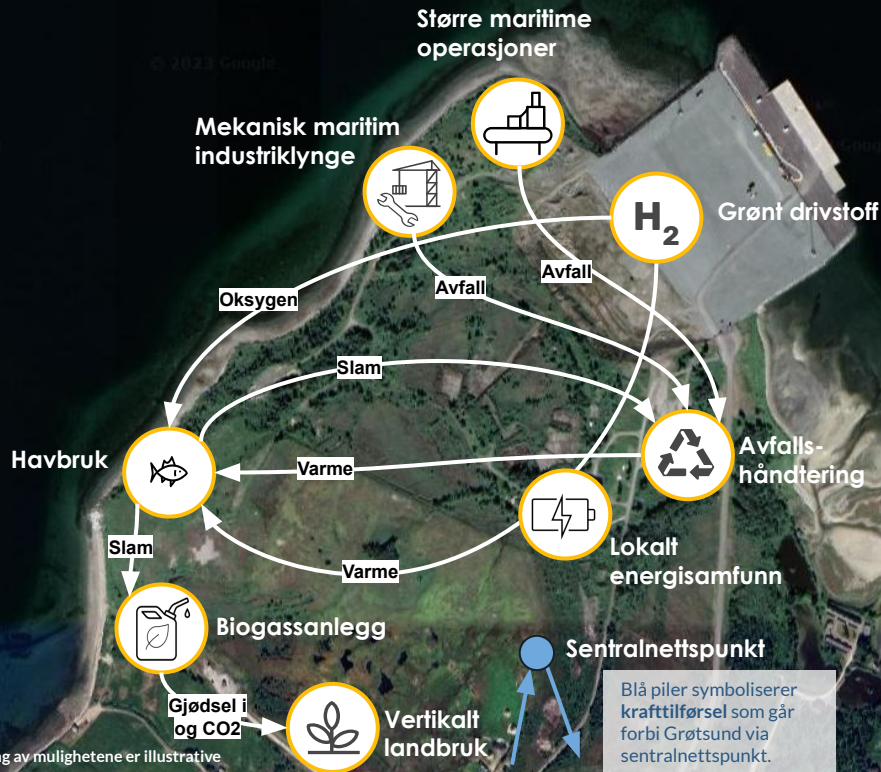 Større maritime
operasjoner
© 2023 Google
Mekanisk maritim
industriklynge
H2
Grønt drivstoff
Oksygen
Avfall
Avfall
Slam
Havbruk
Varme
Avfalls-
håndtering
Slam
Varme
Lokalt
energisamfunn
Biogassanlegg
Sentralnettspunkt
Gjødsel i
og CO2
Vertikalt
landbruk
Blå piler symboliserer
krafttilførsel som går
forbi Grøtsund via
sentralnettspunkt.
av mulighetene er illustrative